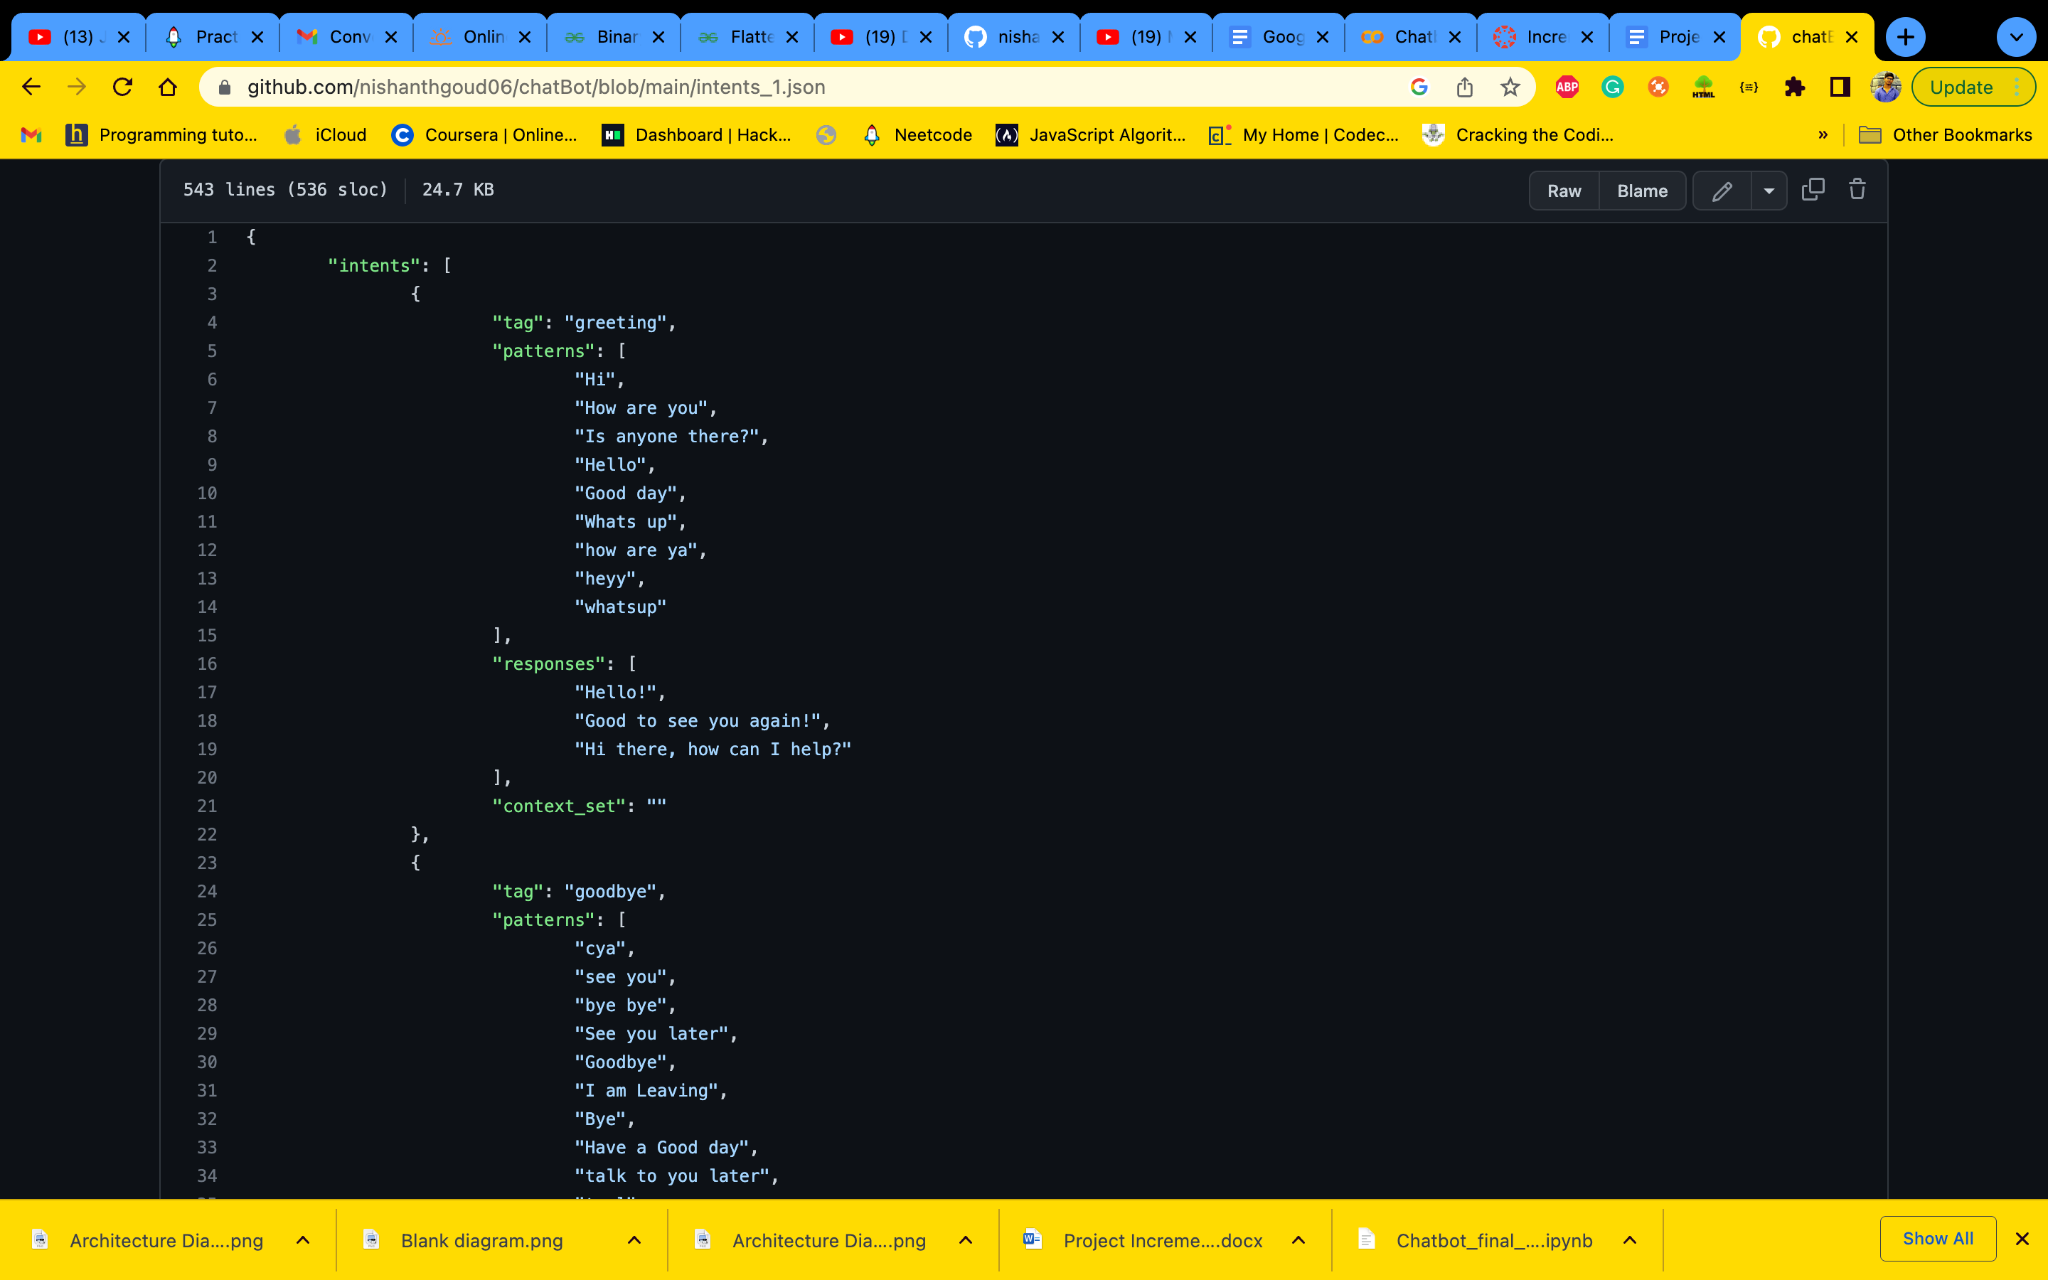 (13) Pract Conv Onlin Binar Flatte (19) nisha (19) Goog Chat Incre Proje chatB
github.com/nishanthgoud06/chatBot/blob/main/intents_1.json ABP HTML {=} Update
Programming tuto... iCloud Coursera | Online... Dashboard | Hack... Neetcode JavaScript Algorit... My Home | Codec... Cracking the Codi... » Other Bookmarks
543 lines (536 sloc) 24.7 KB Raw Blame
1 {
2 "intents": [
3 {
4 "tag": "greeting",
5 "patterns": [
6 "Hi",
7 "How are you",
8 "Is anyone there?",
9 "Hello",
10 "Good day",
11 "Whats up",
12 "how are ya",
13 "heyy",
14 "whatsup"
15 ],
16 "responses": [
17 "Hello!",
18 "Good to see you again!",
19 "Hi there, how can I help?"
20 ],
21 "context_set": ""
22 },
23 {
24 "tag": "goodbye",
25 "patterns": [
26 "cya",
27 "see you",
28 "bye bye",
29 "See you later",
30 "Goodbye",
31 "I am Leaving",
32 "Bye",
33 "Have a Good day",
34 "talk to you later",
Architecture Dia....png Blank diagram.png Architecture Dia....png Project Increme....docx Chatbot_final_....ipynb Show All